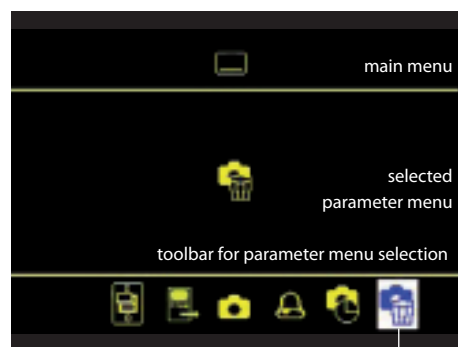 main menu
selected
parameter menu
toolbar for parameter menu selection